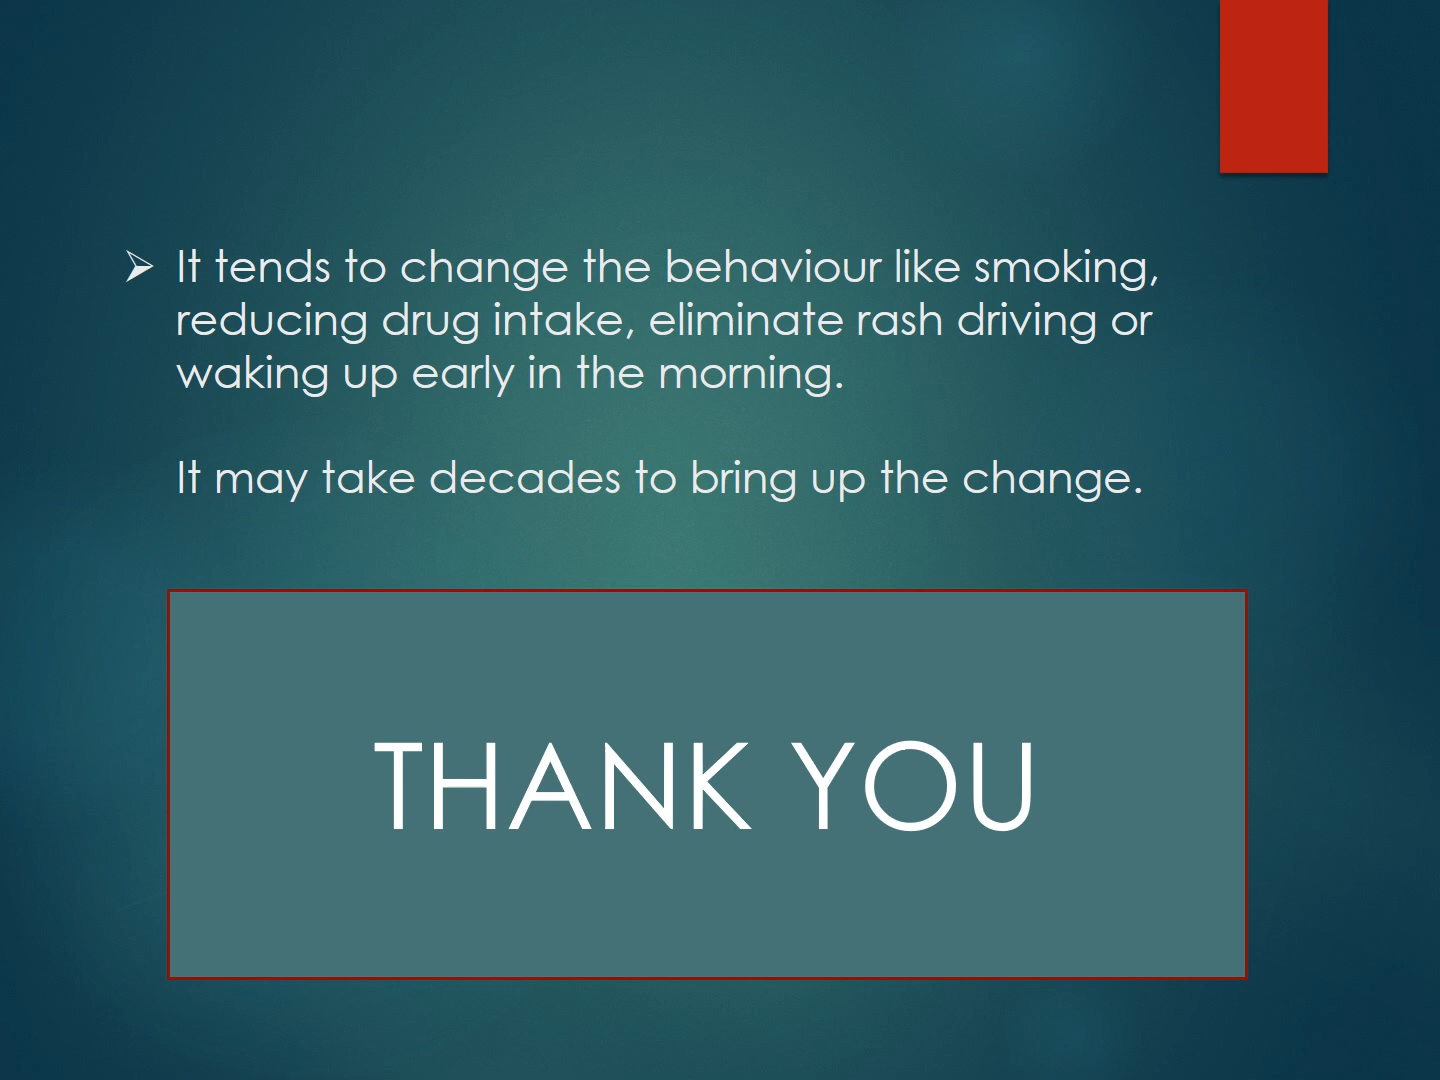 ➢ It tends to change the behaviour like smoking,
reducing drug intake, eliminate rash driving or
waking up early in the morning.
It may take decades to bring up the change.
THANK YOU